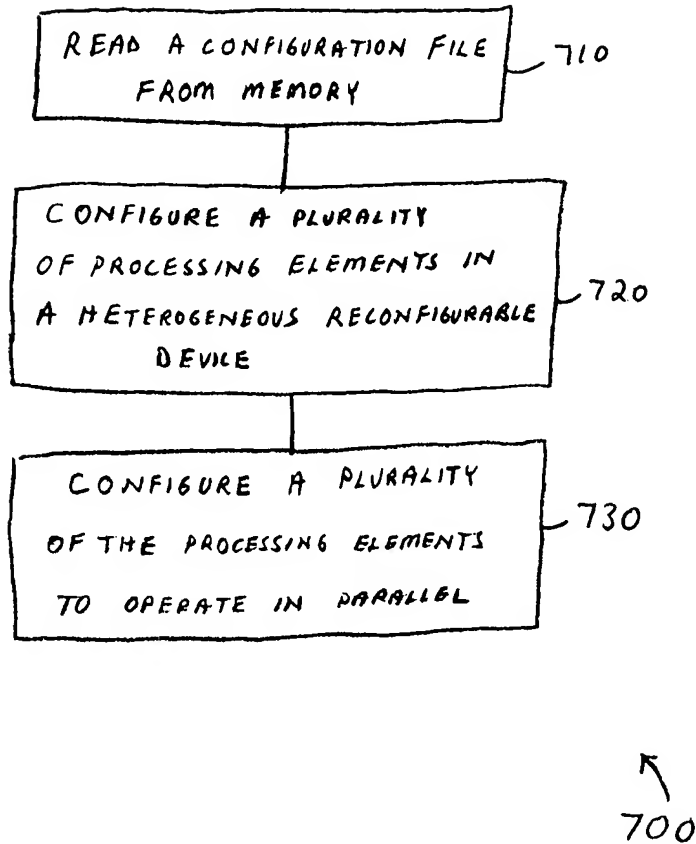 READ A CONFIGURATION FILE
FROM MEMORY
710
CONFIGURE A PLURALITY
OF PROCESSING ELEMENTS IN
A HETEROGENEOUS RECONFIGURABLE
DEVICE
720
CONFIGURE A PLURALITY
OF THE PROCESSING ELEMENTS
TO OPERATE IN PARALLEL
730
700